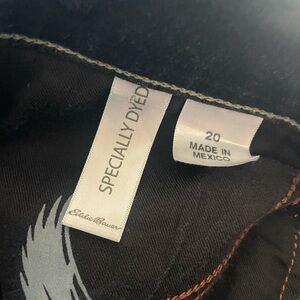 SPECIALLY DYED
Eddie Bauer
20
MADE IN
MEXICO